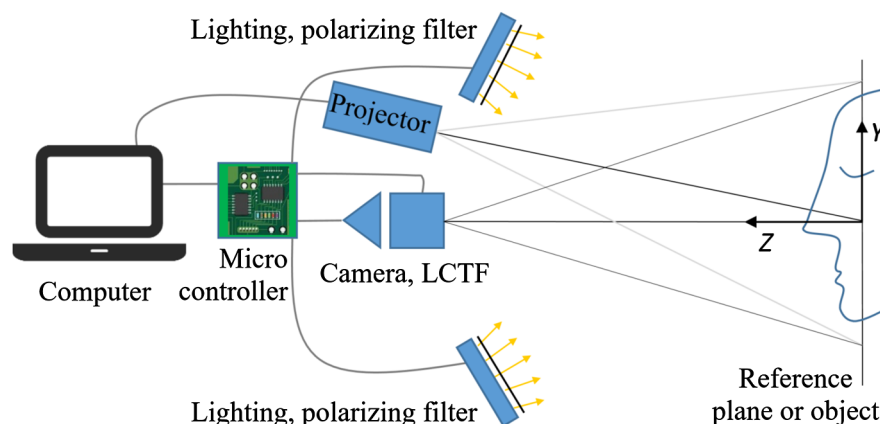 Lighting, polarizing filter
Projector
Y
Z
Computer
Micro
controller
Camera, LCTF
Lighting, polarizing filter
Reference
plane or object